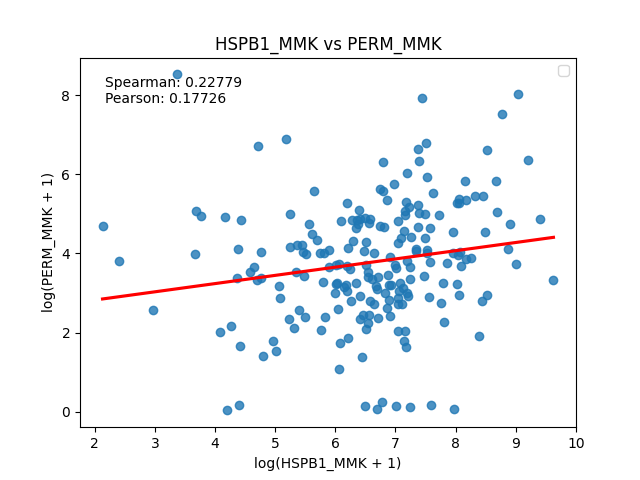 HSPB1_MMK vs PERM_MMK
Spearman: 0.22779
Pearson: 0.17726
log(PERM_MMK + 1)
8
6
4
2
0
2 3 4 5 6 7 8 9 10
log(HSPB1_MMK + 1)